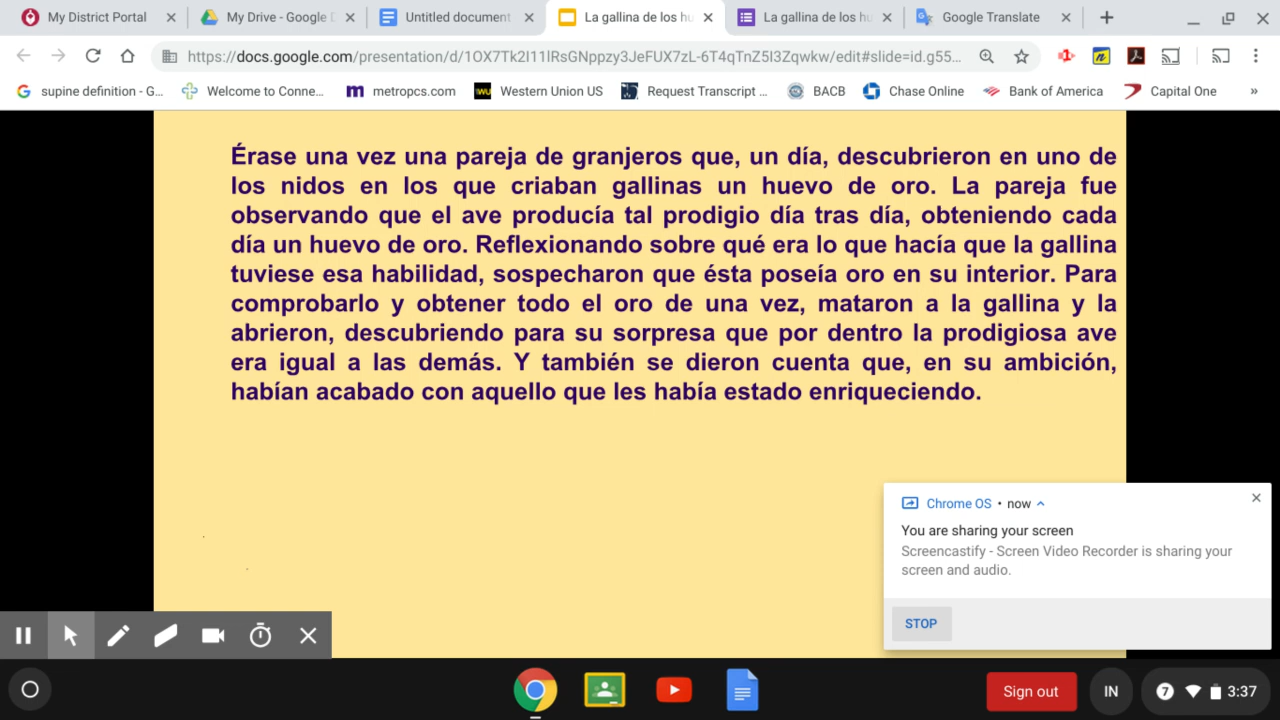 My District Portal
My Drive - Google D
Untitled document
La gallina de los hu
La gallina de los hu
Google Translate
https://docs.google.com/presentation/d/1OX7Tk2I11lRsGNppzy3JeFUX7zL-6T4qTnZ5I3Zqwkw/edit#slide=id.g55…
supine definition - G...
Welcome to Conne...
metropcs.com
Western Union US
Request Transcript ...
BACB
Chase Online
Bank of America
Capital One
»
Érase una vez una pareja de granjeros que, un día, descubrieron en uno de
los nidos en los que criaban gallinas un huevo de oro. La pareja fue
observando que el ave producía tal prodigio día tras día, obteniendo cada
día un huevo de oro. Reflexionando sobre qué era lo que hacía que la gallina
tuviese esa habilidad, sospecharon que ésta poseía oro en su interior. Para
comprobarlo y obtener todo el oro de una vez, mataron a la gallina y la
abrieron, descubriendo para su sorpresa que por dentro la prodigiosa ave
era igual a las demás. Y también se dieron cuenta que, en su ambición,
habían acabado con aquello que les había estado enriqueciendo.
Chrome OS • now
You are sharing your screen
Screencastify - Screen Video Recorder is sharing your
screen and audio.
STOP
Sign out
IN
7
3:37